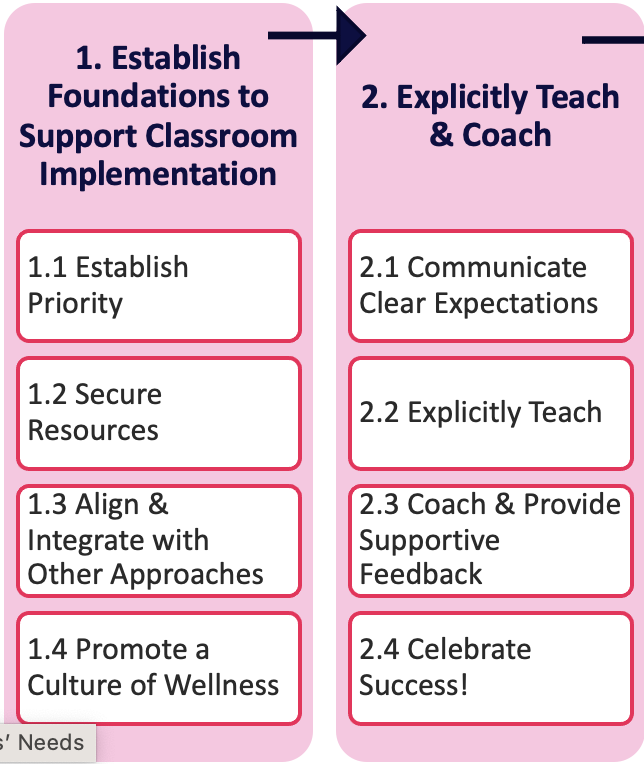 1. Establish
Foundations to
Support Classroom
Implementation
1.1 Establish
Priority
1.2 Secure
Resources
1.3 Align &
Integrate with
Other Approaches
1.4 Promote a
Culture of Wellness
s’ Needs
2. Explicitly Teach
& Coach
2.1 Communicate
Clear Expectations
2.2 Explicitly Teach
2.3 Coach & Provide
Supportive
Feedback
2.4 Celebrate
Success!